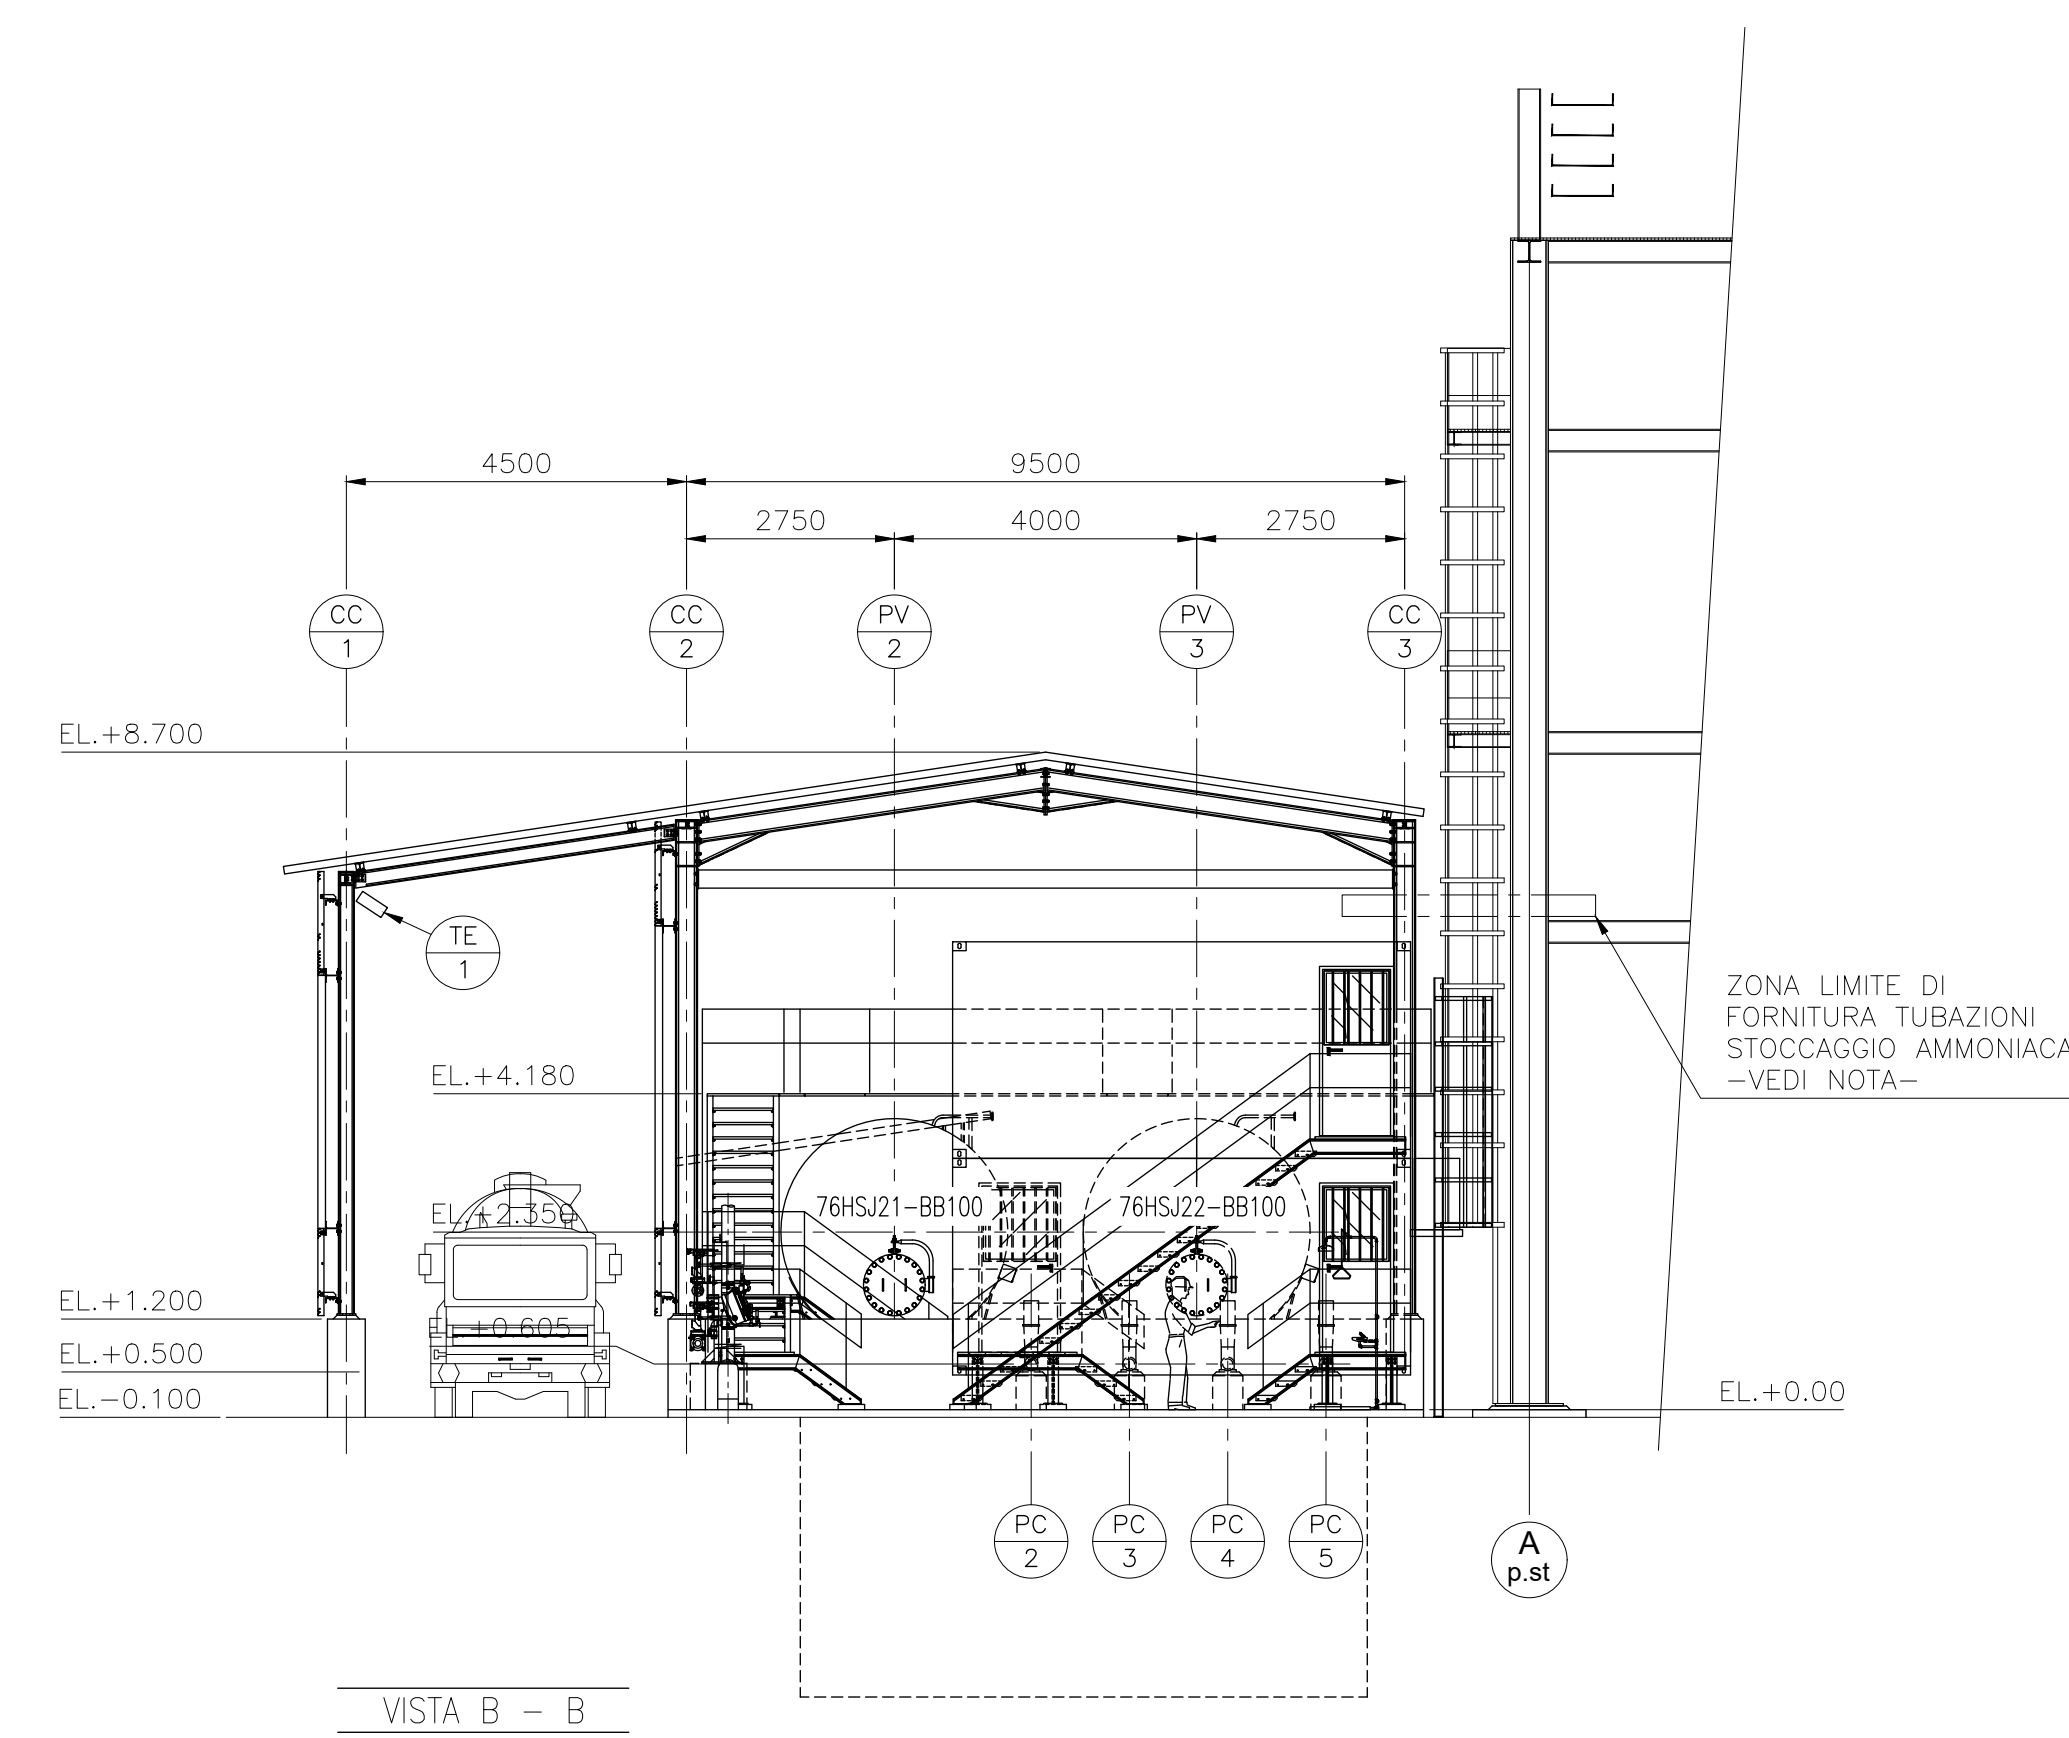 4500
9500
2750
4000
2750
CC
1
CC
2
PV
2
PV
3
CC
3
EL.+8.700
TE
1
ZONA LIMITE DI
FORNITURA TUBAZIONI
STOCCAGGIO AMMONIACA
-VEDI NOTA-
EL.+4.180
76HSJ21-BB100
76HSJ22-BB100
EL.+2.350
EL.+1.200
+0.605
EL.+0.500
EL.-0.100
EL.+0.00
PC
2
PC
3
PC
4
PC
5
A
p.st
VISTA B - B